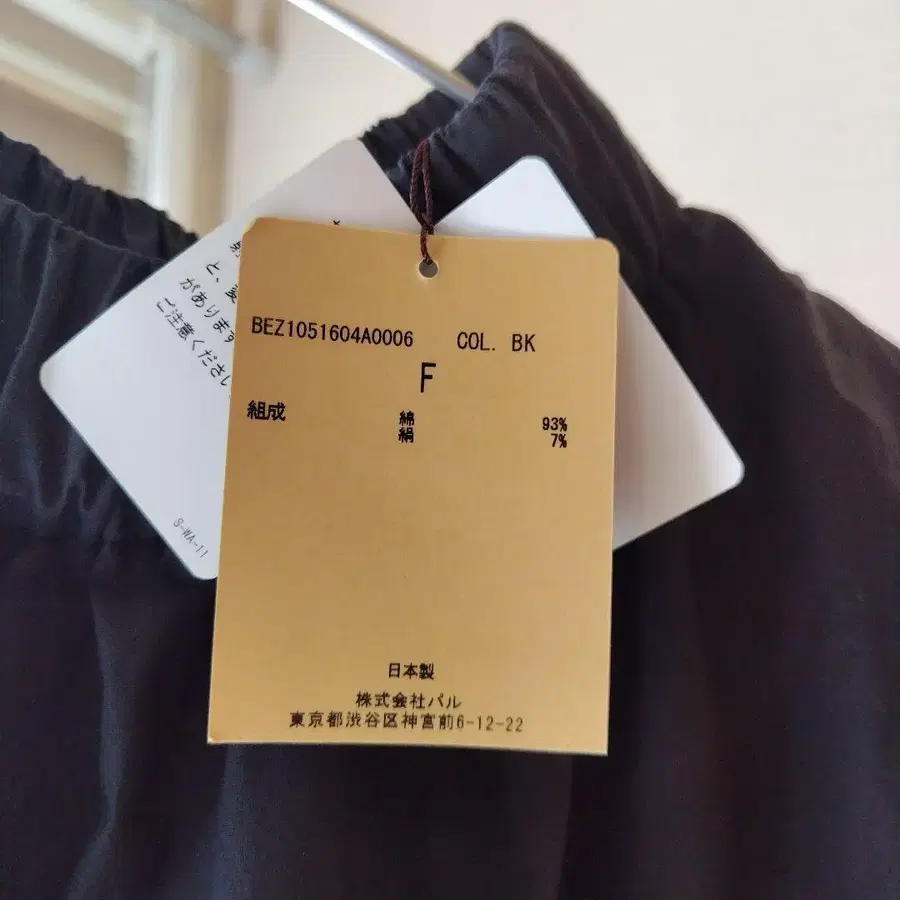 BEZ1051604A0006 COL. BK
F
組成 綿 93%
絹 7%
日本製
株式会社パル
東京都渋谷区神宮前6-12-22
と、変
があります
ご注意ください
S-WA-11